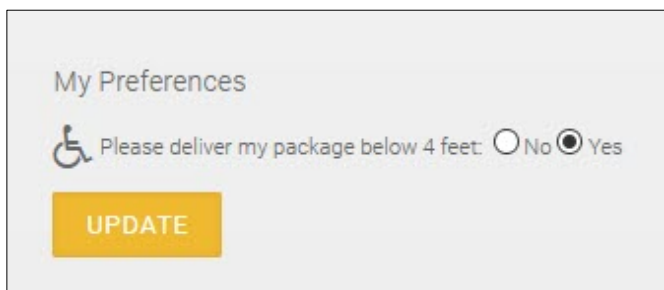 My Preferences
Please deliver my package below 4 feet: No Yes
UPDATE